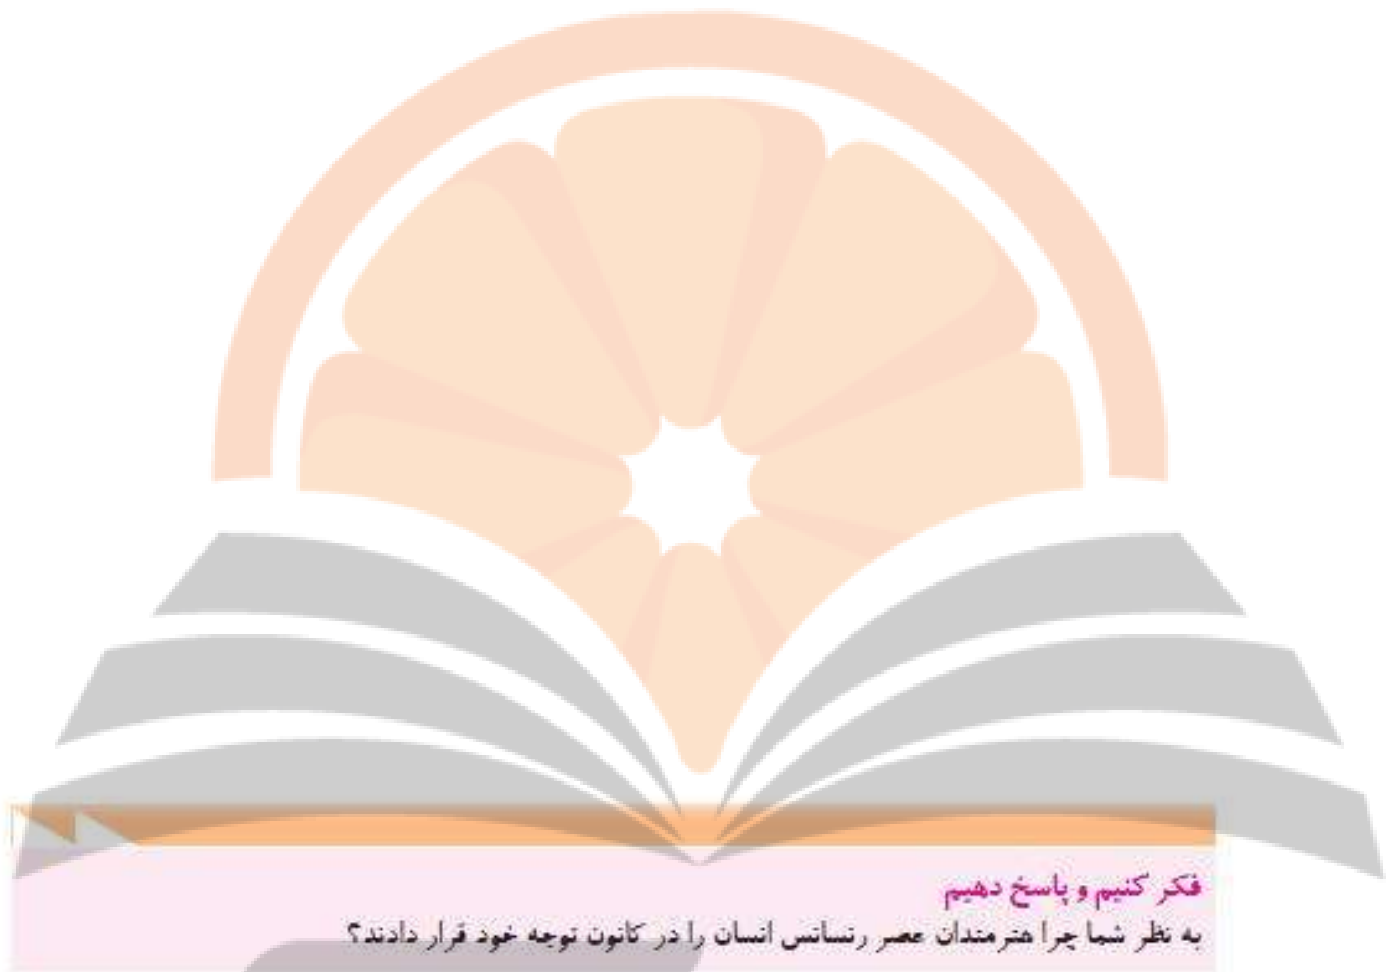 فکر کنیم و پاسخ دهیم
به نظر شما چرا هنرمندان عصر رنسانس انسان را در کانون توجه خود قرار دادند؟